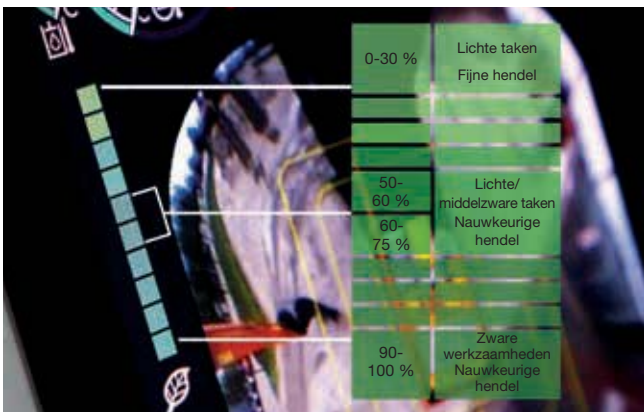 0-30 %
Lichte taken
Fijne hendel
50-
60 %
Lichte/
middelzware taken
Nauwkeurige
hendel
60-
75 %
90-
100 %
Zware
werkzaamheden
Nauwkeurige
hendel